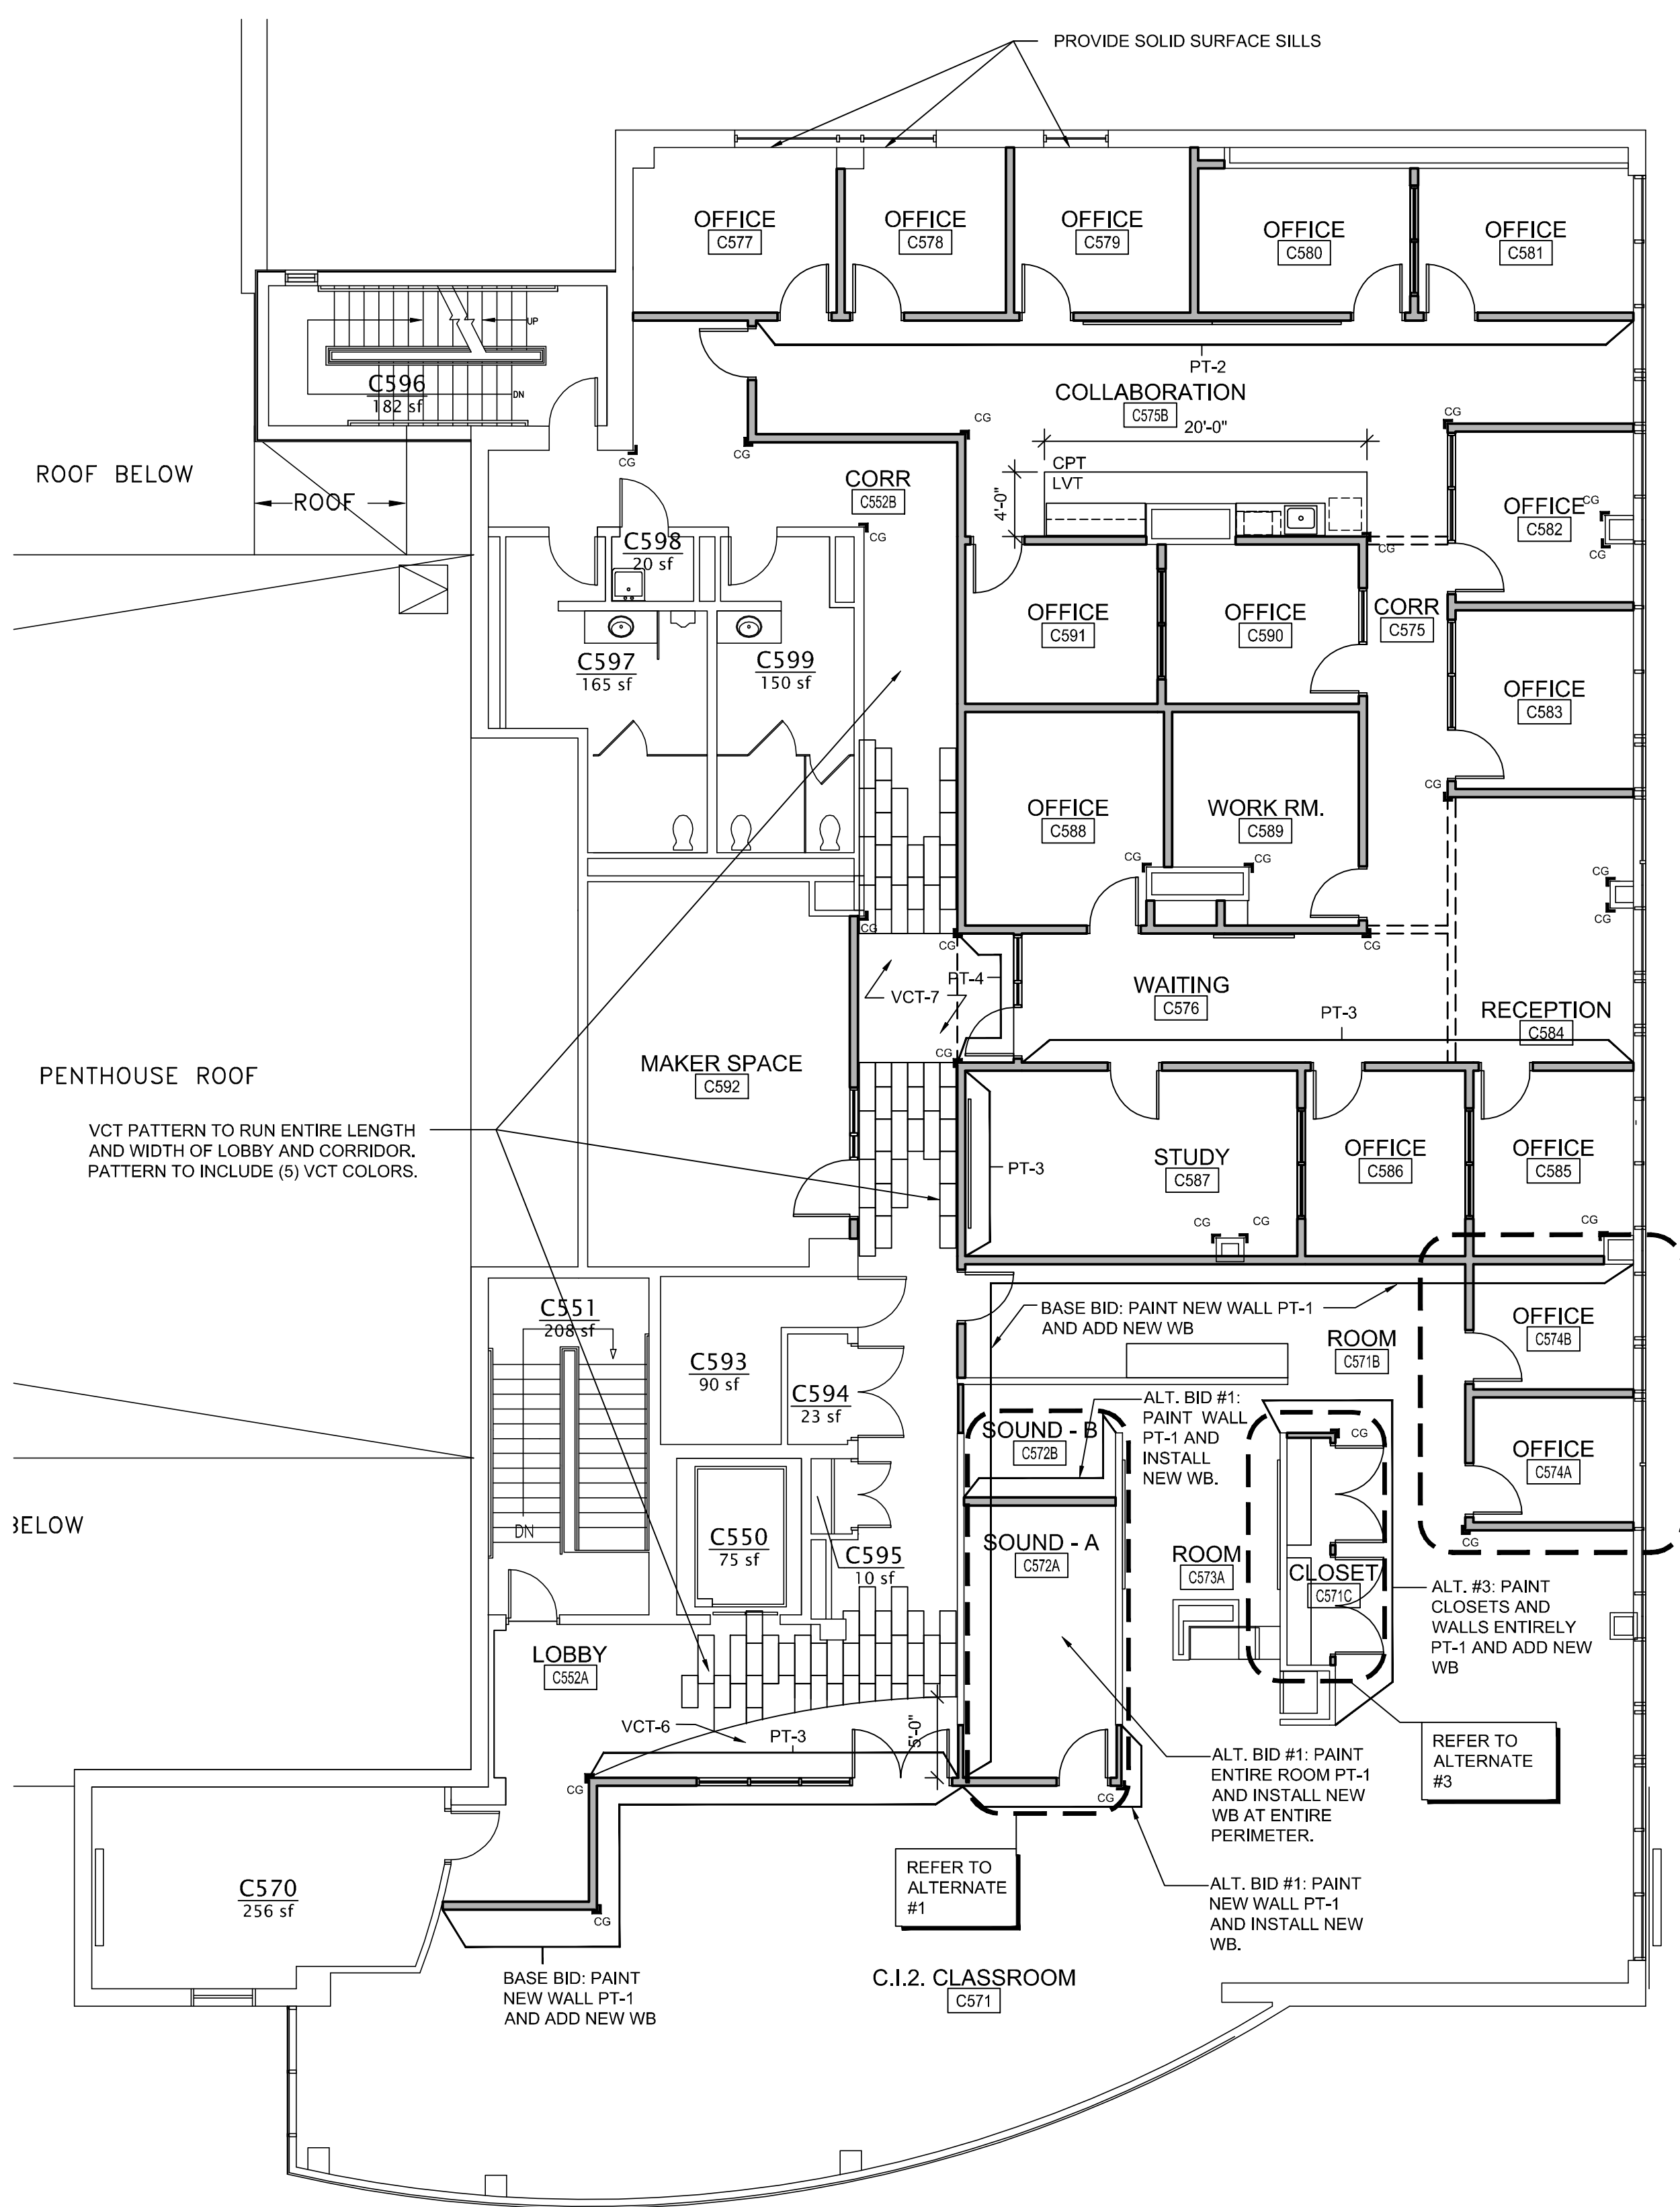 PROVIDE SOLID SURFACE SILLS
OFFICE
C577
OFFICE
C578
OFFICE
C579
OFFICE
C580
OFFICE
C581
UP
DN
C596
182 sf
PT-2
COLLABORATION
C575B
20'-0"
CG
CG
CG
CG
CPT
LVT
4'-0"
ROOF BELOW
ROOF
CORR
C552B
OFFICE
C582
CG
CG
CG
CG
C598
20 sf
OFFICE
C591
OFFICE
C590
CORR
C575
C597
165 sf
C599
150 sf
OFFICE
C583
CG
OFFICE
C588
WORK RM.
C589
CG
CG
CG
CG
CG
CG
CG
PT-4
VCT-7
WAITING
C576
PT-3
RECEPTION
C584
CG
MAKER SPACE
C592
PENTHOUSE ROOF
VCT PATTERN TO RUN ENTIRE LENGTH
AND WIDTH OF LOBBY AND CORRIDOR.
PATTERN TO INCLUDE (5) VCT COLORS.
PT-3
STUDY
C587
OFFICE
C586
OFFICE
C585
CG
CG
CG
C551
208 sf
DN
BASE BID: PAINT NEW WALL PT-1
AND ADD NEW WB
ROOM
C571B
OFFICE
C574B
C593
90 sf
C594
23 sf
ALT. BID #1:
PAINT WALL
PT-1 AND
INSTALL
NEW WB.
SOUND - B
C572B
CG
OFFICE
C574A
CG
BELOW
C550
75 sf
C595
10 sf
SOUND - A
C572A
ROOM
C573A
CLOSET
C571C
ALT. #3: PAINT
CLOSETS AND
WALLS ENTIRELY
PT-1 AND ADD NEW
WB
LOBBY
C552A
VCT-6
PT-3
5'-0"
CG
CG
REFER TO
ALTERNATE
#3
ALT. BID #1: PAINT
ENTIRE ROOM PT-1
AND INSTALL NEW
WB AT ENTIRE
PERIMETER.
REFER TO
ALTERNATE
#1
ALT. BID #1: PAINT
NEW WALL PT-1
AND INSTALL NEW
WB.
C570
256 sf
CG
BASE BID: PAINT
NEW WALL PT-1
AND ADD NEW WB
C.I.2. CLASSROOM
C571